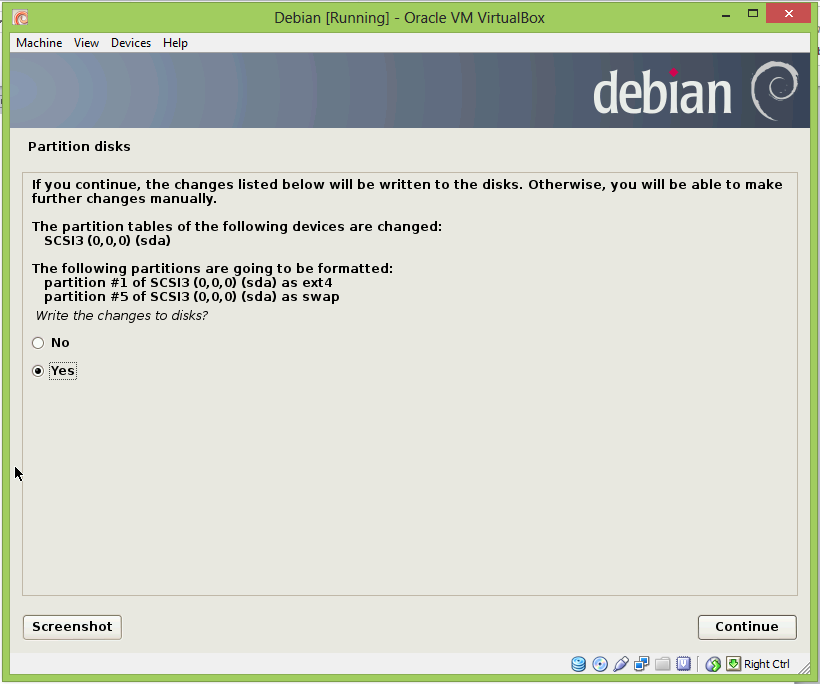 Debian [Running] - Oracle VM VirtualBox
Machine View Devices Help
debian
Partition disks
If you continue, the changes listed below will be written to the disks. Otherwise, you will be able to make
further changes manually.
The partition tables of the following devices are changed:
SCSI3 (0,0,0) (sda)
The following partitions are going to be formatted:
partition #1 of SCSI3 (0,0,0) (sda) as ext4
partition #5 of SCSI3 (0,0,0) (sda) as swap
Write the changes to disks?
No
Yes
Screenshot Continue
Right Ctrl